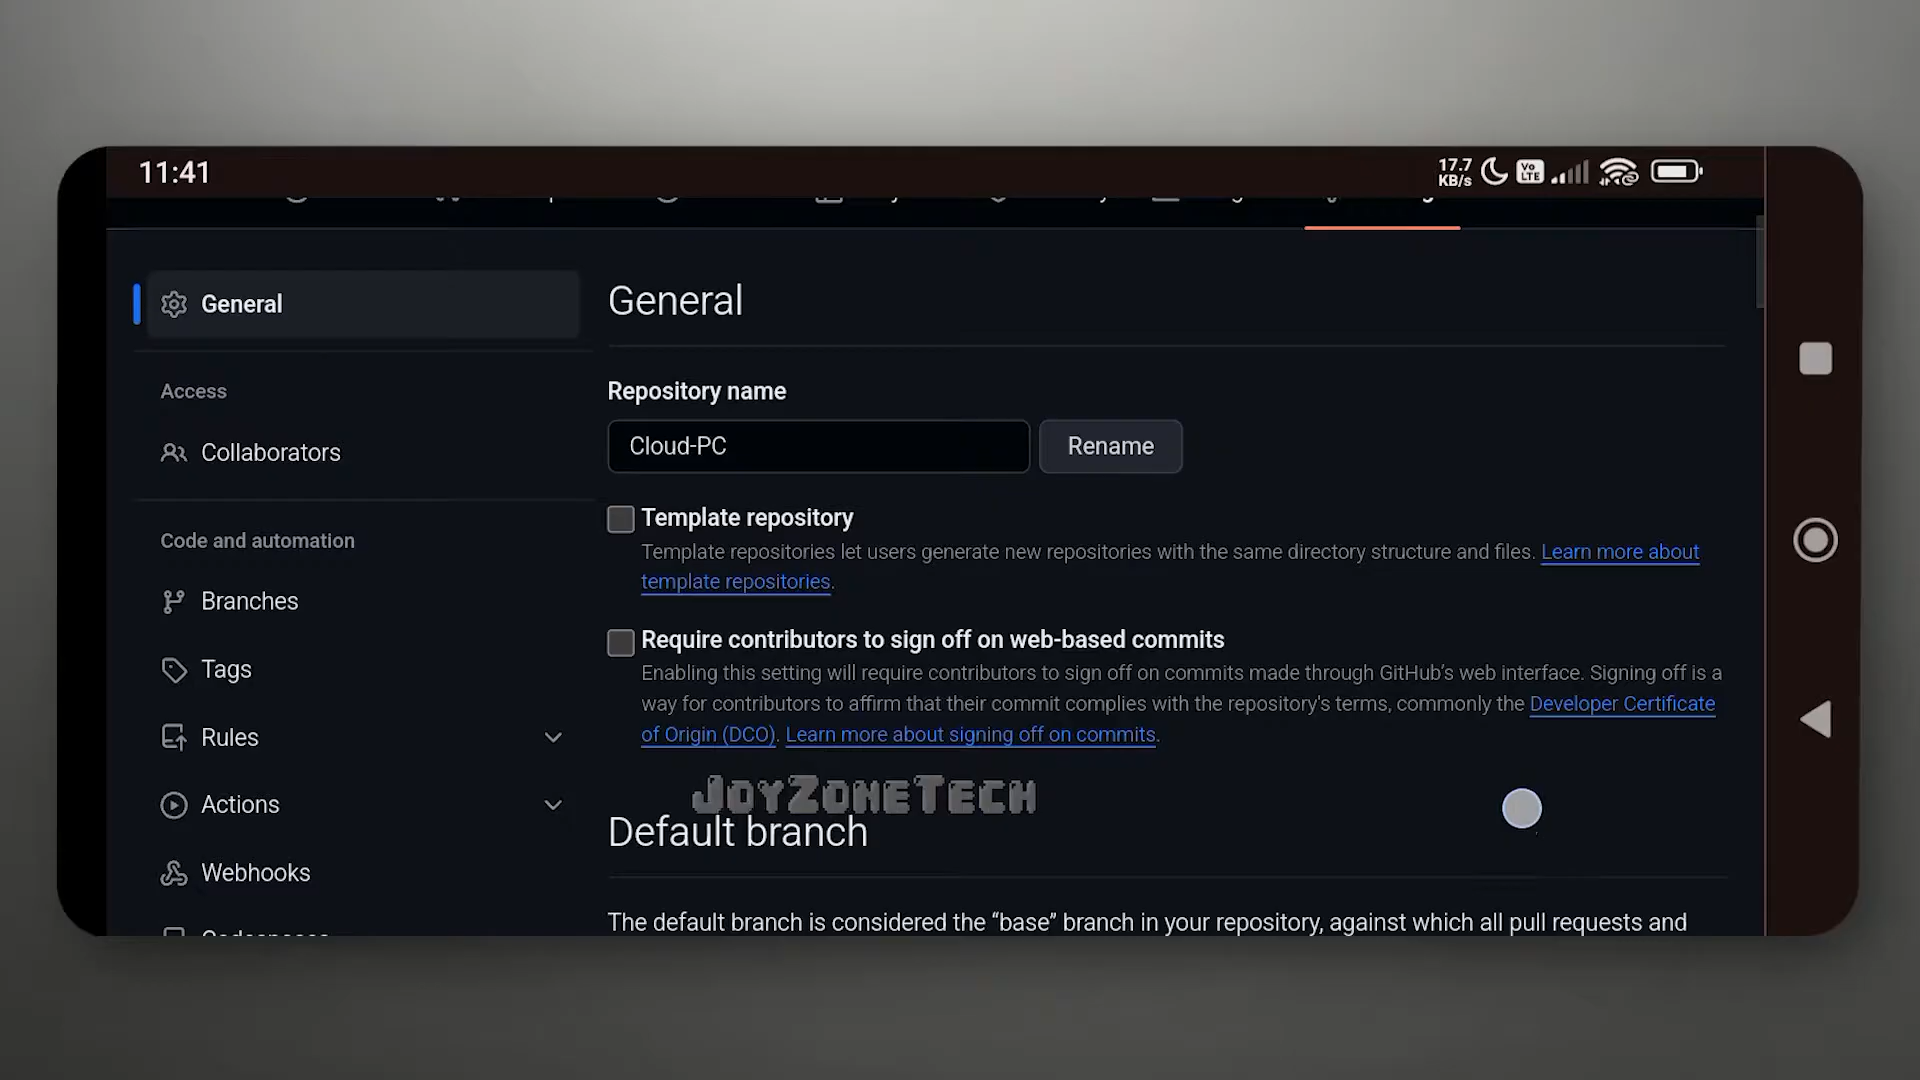 11:41
17.7
KB/s
Vo
LTE
General
Access
Collaborators
Code and automation
Branches
Tags
Rules
Actions
Webhooks
General
Repository name
Cloud-PC
Rename
Template repository
Template repositories let users generate new repositories with the same directory structure and files. Learn more about
template repositories.
Require contributors to sign off on web-based commits
Enabling this setting will require contributors to sign off on commits made through GitHub's web interface. Signing off is a
way for contributors to affirm that their commit complies with the repository's terms, commonly the Developer Certificate
of Origin (DCO). Learn more about signing off on commits.
JoyZoneTech
Default branch
The default branch is considered the “base” branch in your repository, against which all pull requests and